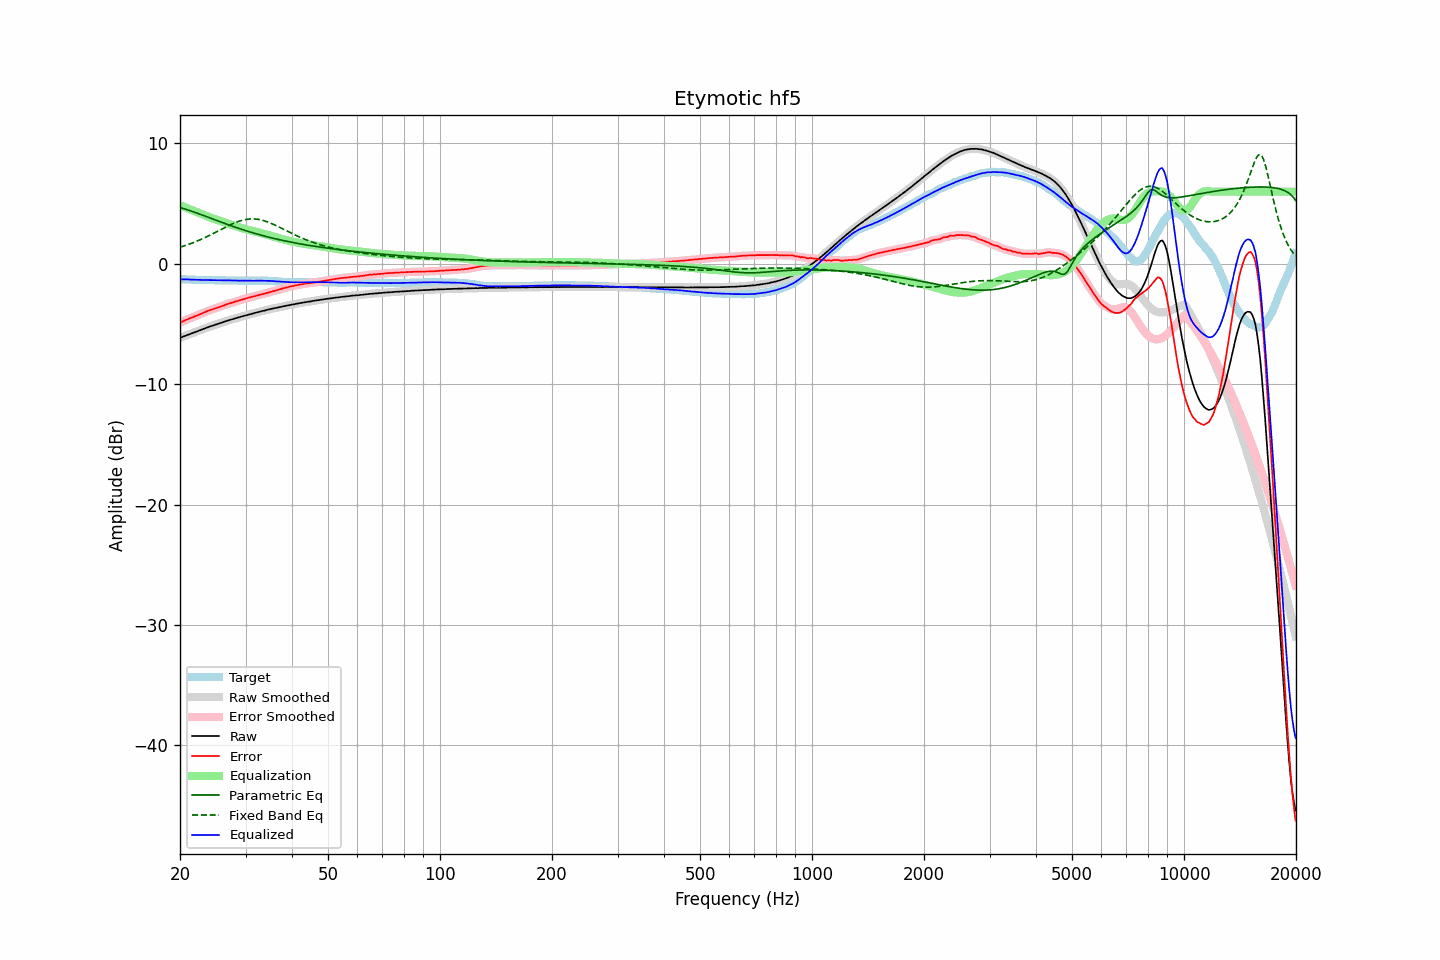 Etymotic hf5
Amplitude (dBr)
10
0
−10
−20
−30
−40
Target
Raw Smoothed
Error Smoothed
Raw
Error
Equalization
Parametric Eq
Fixed Band Eq
Equalized
20 50 100 200 500 1000 2000 5000 10000 20000
Frequency (Hz)